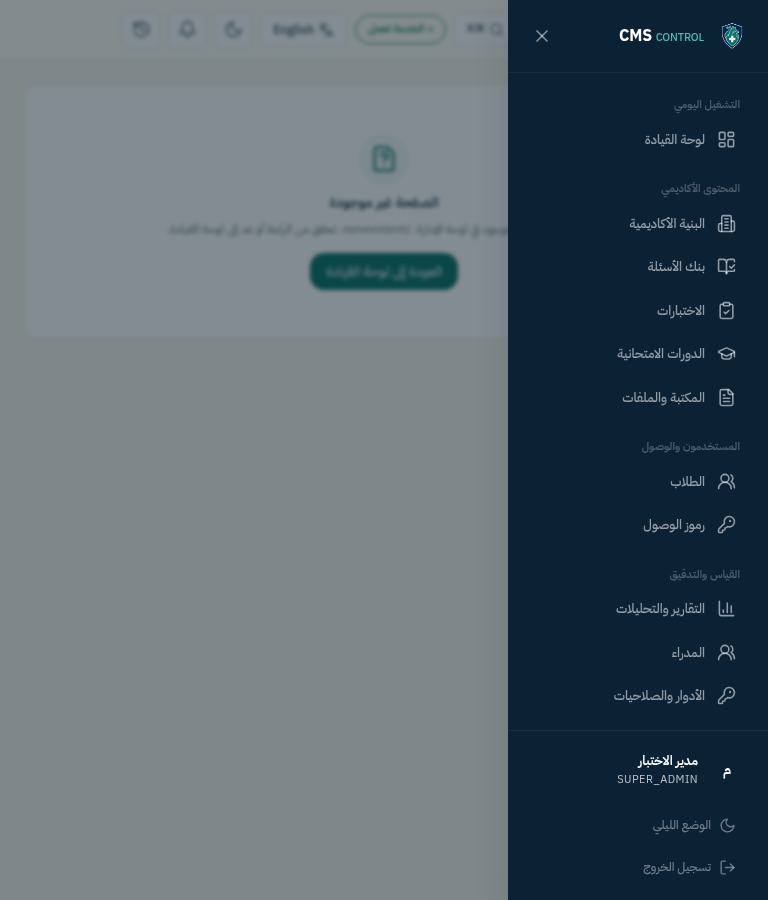 CMS CONTROL
التشغيل اليومي
لوحة القيادة
المحتوى الأكاديمي
البنية الأكاديمية
بنك الأسئلة
الاختبارات
الدورات الامتحانية
المكتبة والملفات
المستخدمون والوصول
الطلاب
رموز الوصول
القياس والتدقيق
التقارير والتحليلات
المدراء
الأدوار والصلاحيات
م
مدير الاختبار
SUPER_ADMIN
الوضع الليلي
تسجيل الخروج
English
الصفحة غير موجودة
العودة إلى لوحة القيادة